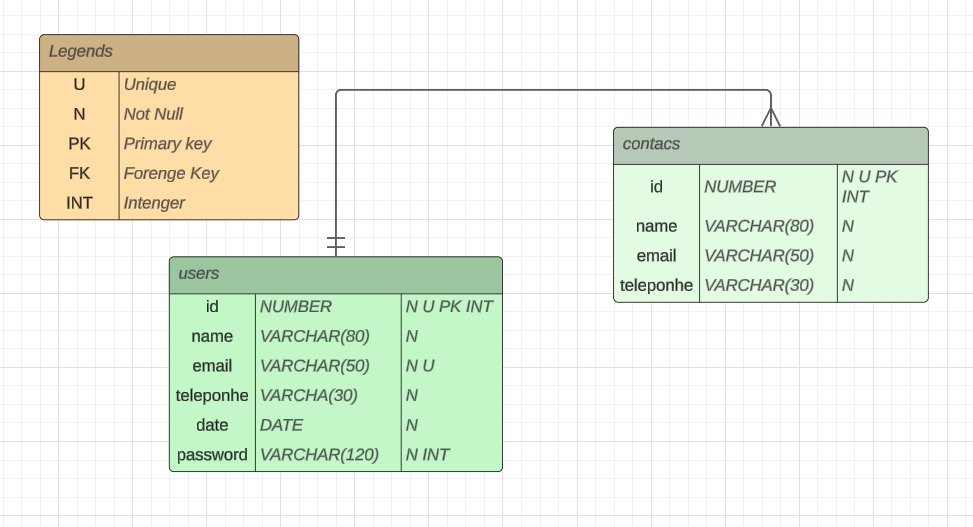 Legends
U Unique
N Not Null
PK Primary key
FK Forenge Key
INT Intenger
contacs
id NUMBER N U PK
INT
name VARCHAR(80) N
email VARCHAR(50) N
teleponhe VARCHAR(30) N
users
id NUMBER N U PK INT
name VARCHAR(80) N
email VARCHAR(50) N U
teleponhe VARCHA(30) N
date DATE N
password VARCHAR(120) N INT